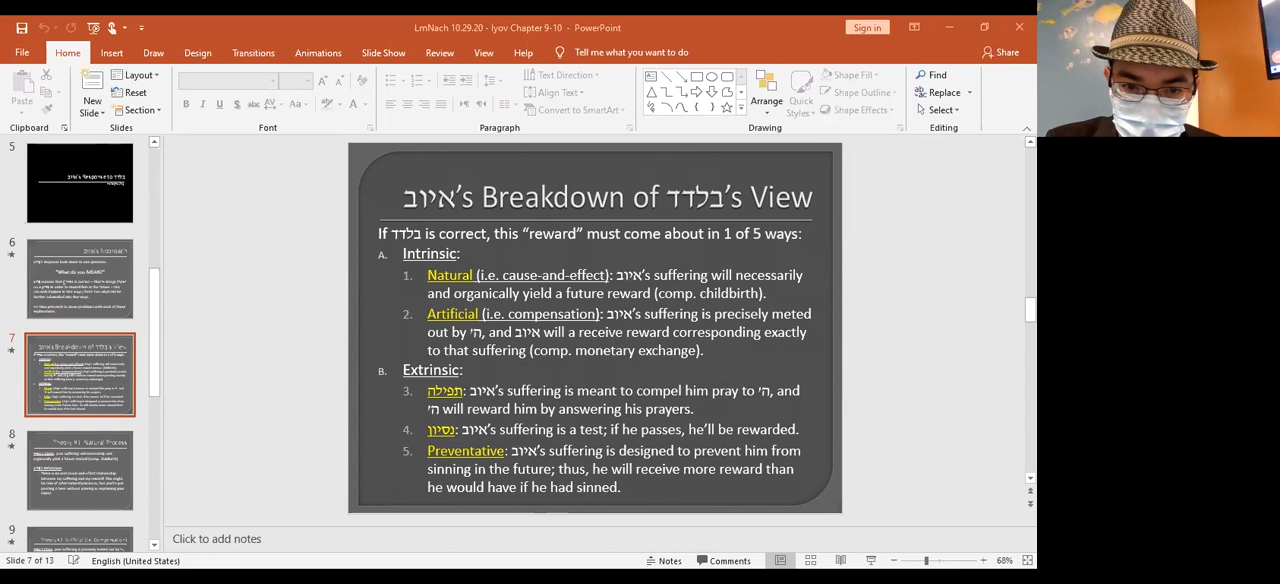 LmNach 10.29.20 - Iyov Chapter 9-10 - PowerPoint
Sign in
File Home Insert Draw Design Transitions Animations Slide Show Review View Help Tell me what you want to do Share
Paste
New Slide
Layout
Reset
Section
Text Direction
Align Text
Convert to SmartArt
Arrange
Quick Styles
Shape Fill
Shape Outline
Shape Effects
Find
Replace
Select
Clipboard Slides Font Paragraph Drawing Editing
5
6
7
8
9
איוב's Breakdown of בלדד's View
If בלדד is correct, this “reward” must come about in 1 of 5 ways:
A. Intrinsic:
1. Natural (i.e. cause-and-effect): איוב's suffering will necessarily
and organically yield a future reward (comp. childbirth).
2. Artificial (i.e. compensation): איוב's suffering is precisely meted
out by ה', and איוב will a receive reward corresponding exactly
to that suffering (comp. monetary exchange).
B. Extrinsic:
3. תפילה: איוב's suffering is meant to compel him pray to ה', and
ה' will reward him by answering his prayers.
4. נסיון: איוב's suffering is a test; if he passes, he'll be rewarded.
5. Preventative: איוב's suffering is designed to prevent him from
sinning in the future; thus, he will receive more reward than
he would have if he had sinned.
Click to add notes
Slide 7 of 13 English (United States) Notes Comments 68%